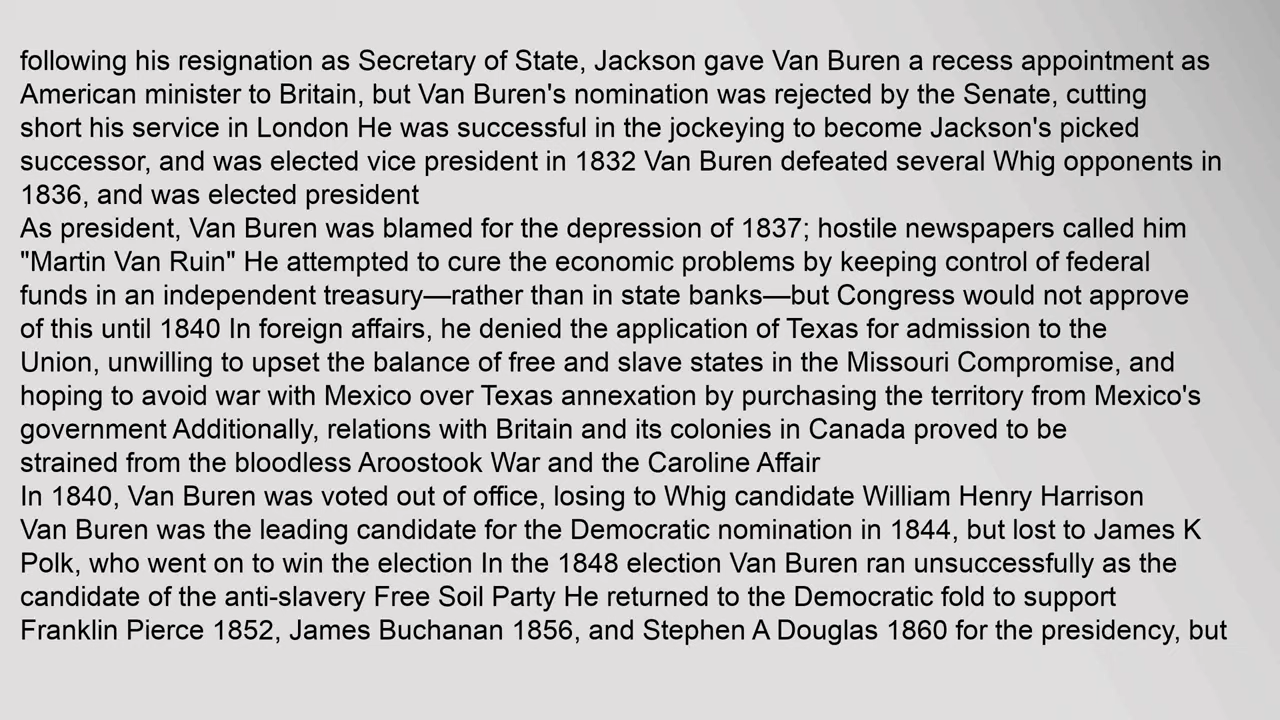 following his resignation as Secretary of State, Jackson gave Van Buren a recess appointment as
American minister to Britain, but Van Buren's nomination was rejected by the Senate, cutting
short his service in London He was successful in the jockeying to become Jackson's picked
successor, and was elected vice president in 1832 Van Buren defeated several Whig opponents in
1836, and was elected president
As president, Van Buren was blamed for the depression of 1837; hostile newspapers called him
"Martin Van Ruin" He attempted to cure the economic problems by keeping control of federal
funds in an independent treasury—rather than in state banks—but Congress would not approve
of this until 1840 In foreign affairs, he denied the application of Texas for admission to the
Union, unwilling to upset the balance of free and slave states in the Missouri Compromise, and
hoping to avoid war with Mexico over Texas annexation by purchasing the territory from Mexico's
government Additionally, relations with Britain and its colonies in Canada proved to be
strained from the bloodless Aroostook War and the Caroline Affair
In 1840, Van Buren was voted out of office, losing to Whig candidate William Henry Harrison
Van Buren was the leading candidate for the Democratic nomination in 1844, but lost to James K
Polk, who went on to win the election In the 1848 election Van Buren ran unsuccessfully as the
candidate of the anti-slavery Free Soil Party He returned to the Democratic fold to support
Franklin Pierce 1852, James Buchanan 1856, and Stephen A Douglas 1860 for the presidency, but